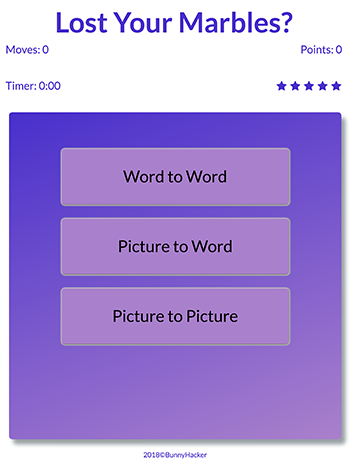 Lost Your Marbles?
Moves: 0 Points: 0
Timer: 0:00
Word to Word
Picture to Word
Picture to Picture
2018©BunnyHacker